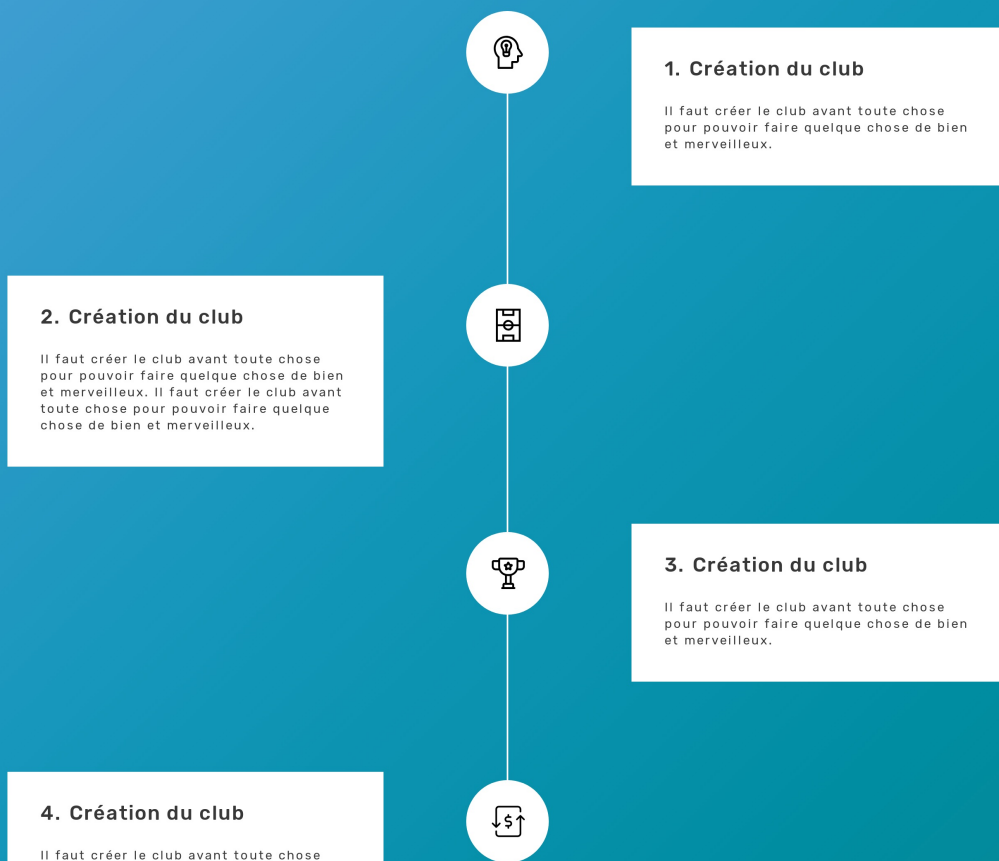 1. Création du club
Il faut créer le club avant toute chose
pour pouvoir faire quelque chose de bien
et merveilleux.
2. Création du club
Il faut créer le club avant toute chose
pour pouvoir faire quelque chose de bien
et merveilleux. Il faut créer le club avant
toute chose pour pouvoir faire quelque
chose de bien et merveilleux.
3. Création du club
Il faut créer le club avant toute chose
pour pouvoir faire quelque chose de bien
et merveilleux.
4. Création du club
Il faut créer le club avant toute chose
$